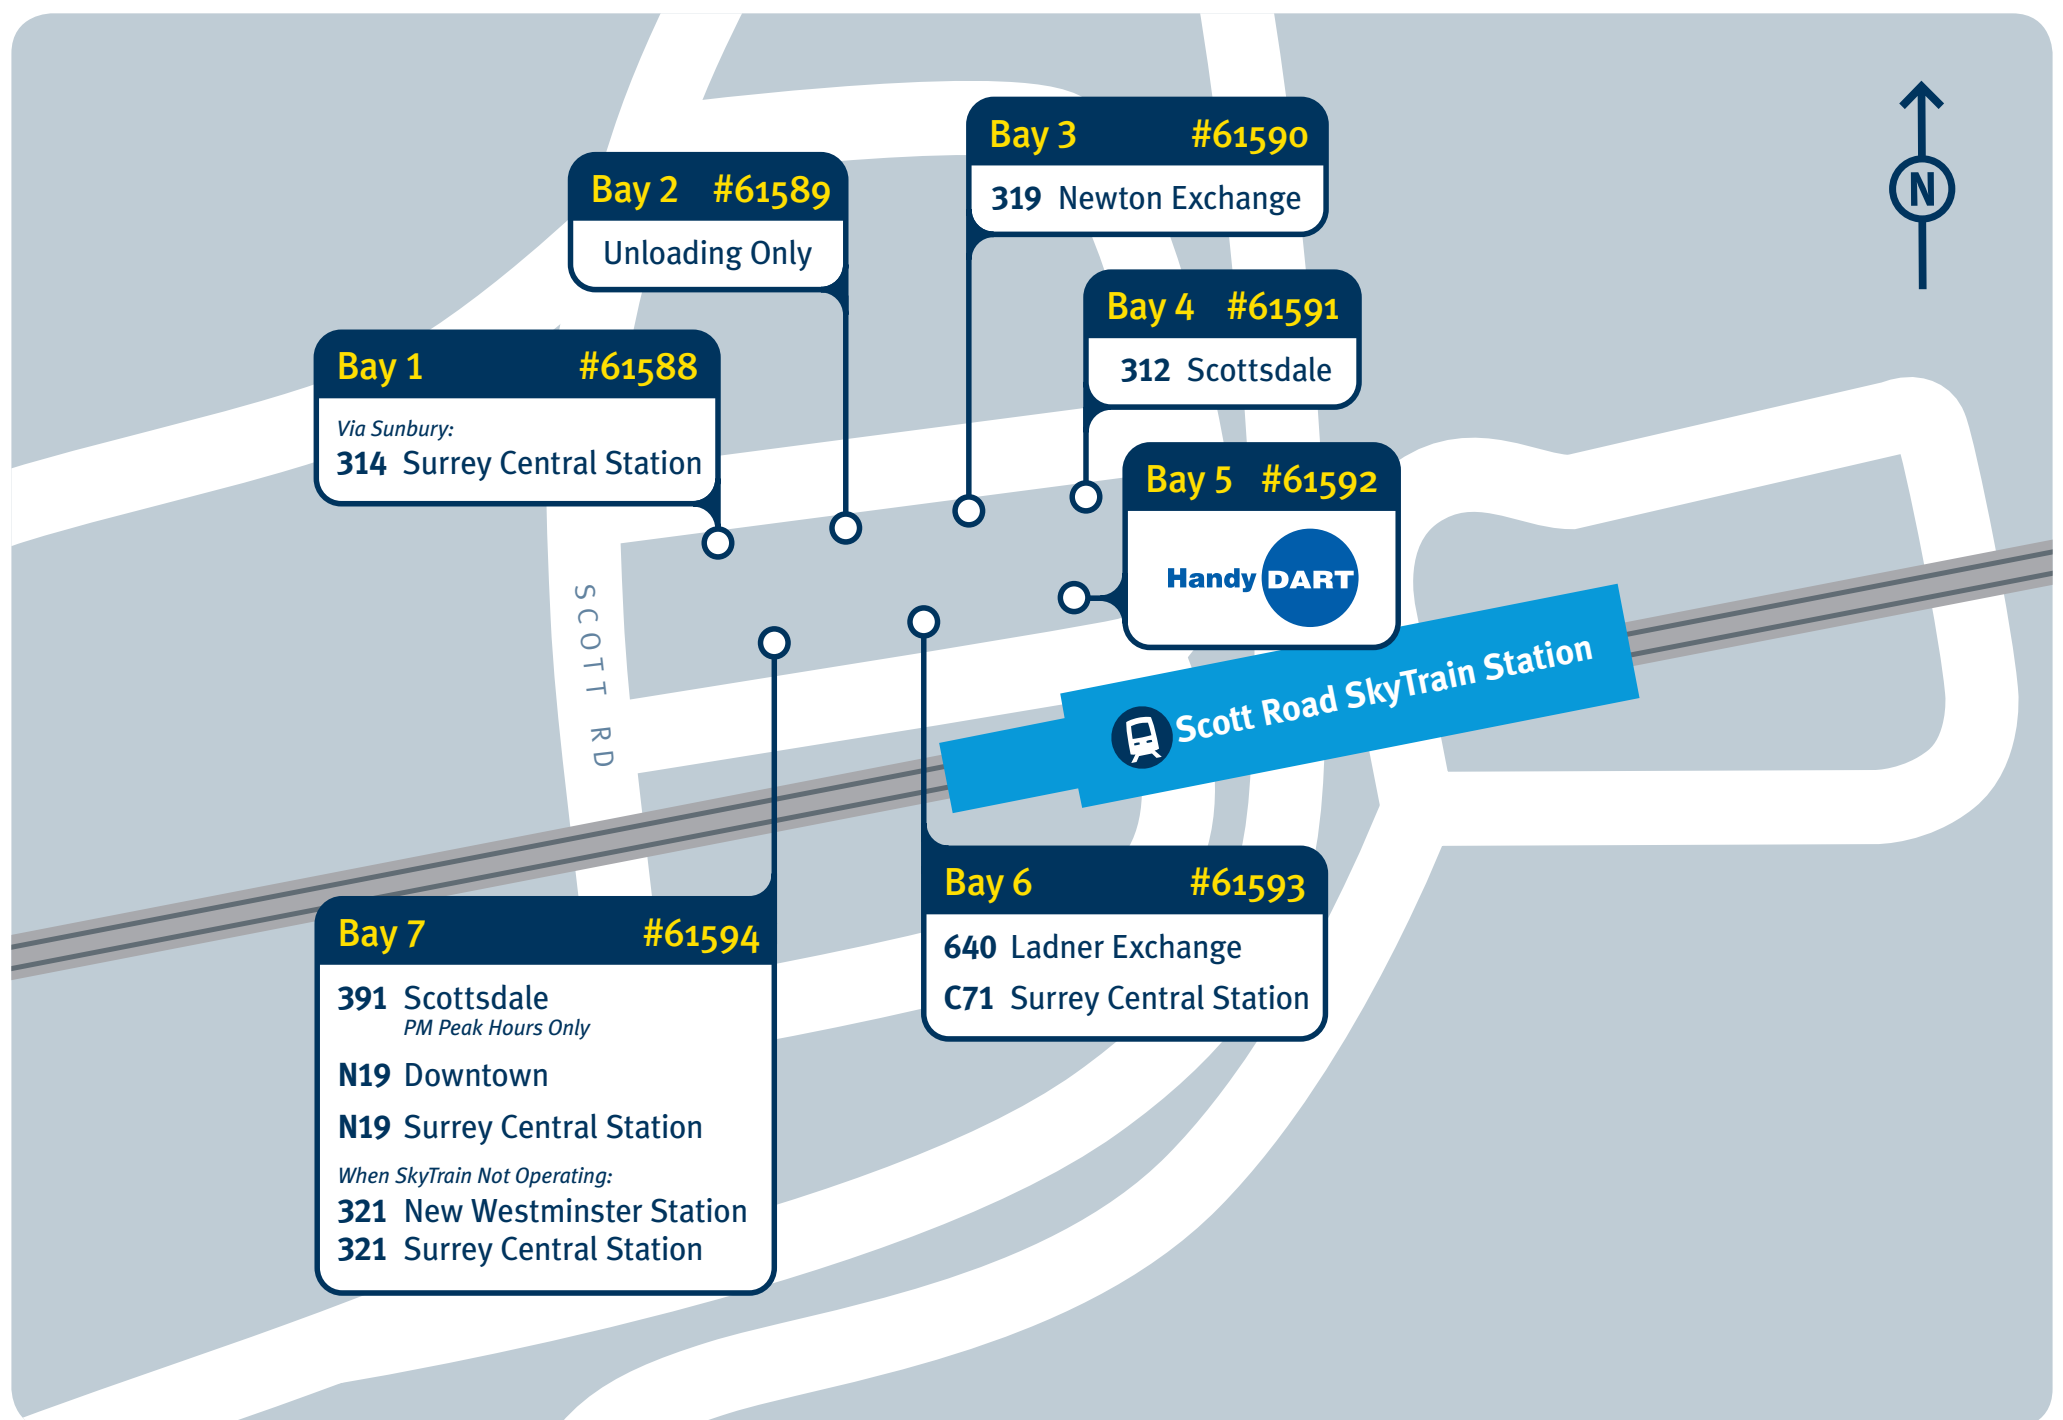 N
Bay 3 #61590
319 Newton Exchange
Bay 2 #61589
Unloading Only
Bay 4 #61591
312 Scottsdale
Bay 1 #61588
Via Sunbury:
314 Surrey Central Station
Bay 5 #61592
Handy DART
SCOTT RD
Scott Road SkyTrain Station
Bay 6 #61593
640 Ladner Exchange
C71 Surrey Central Station
Bay 7 #61594
391 Scottsdale
PM Peak Hours Only
N19 Downtown
N19 Surrey Central Station
When SkyTrain Not Operating:
321 New Westminster Station
321 Surrey Central Station